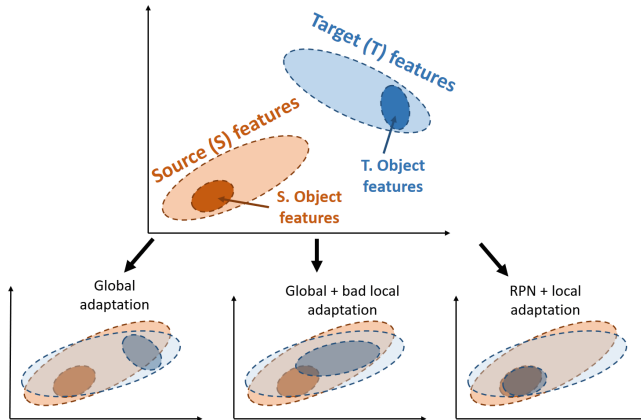 Target (T) features
Source (S) features
T. Object
features
S. Object
features
Global
adaptation
Global + bad local
adaptation
RPN + local
adaptation